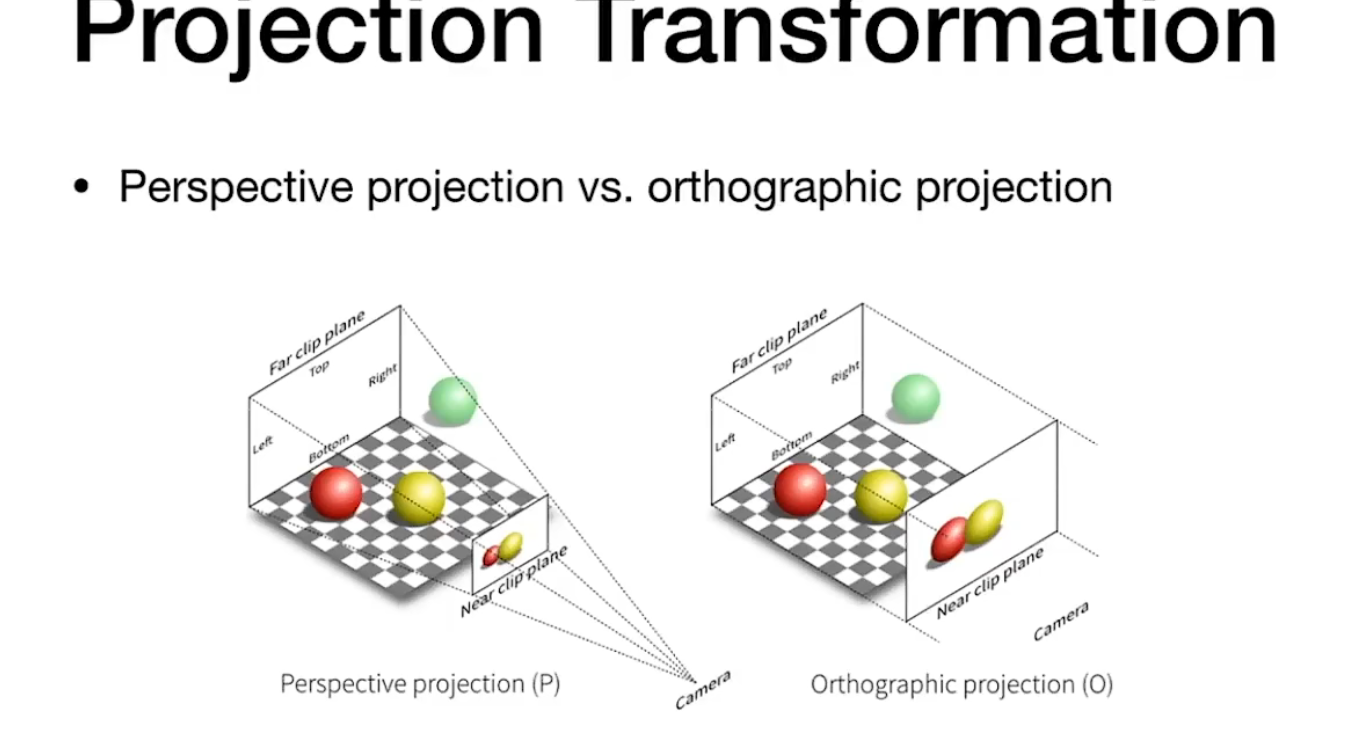 Projection Transformation
• Perspective projection vs. orthographic projection
Far clip plane
Top
Right
Left
Bottom
Near clip plane
Camera
Perspective projection (P)
Far clip plane
Top
Right
Left
Bottom
Near clip plane
Camera
Orthographic projection (O)